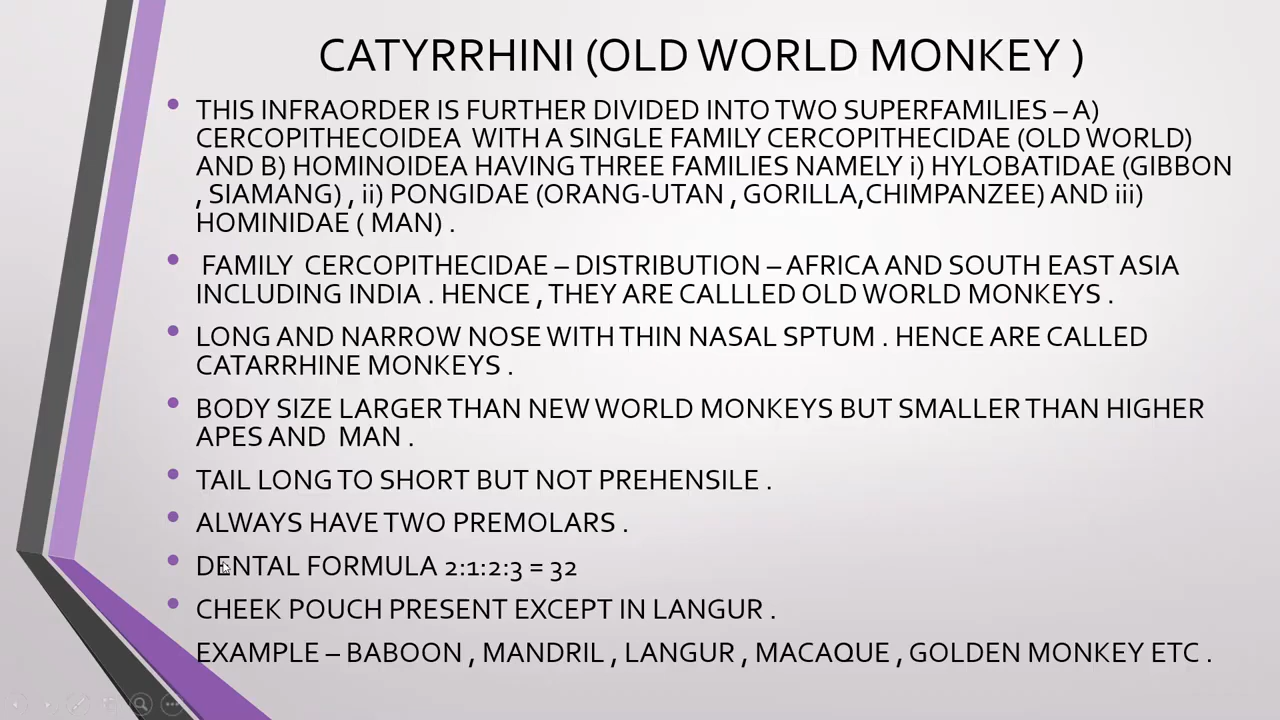 CATYRRHINI (OLD WORLD MONKEY )
THIS INFRAORDER IS FURTHER DIVIDED INTO TWO SUPERFAMILIES – A)
CERCOPITHECOIDEA WITH A SINGLE FAMILY CERCOPITHECIDAE (OLD WORLD)
AND B) HOMINOIDEA HAVING THREE FAMILIES NAMELY i) HYLOBATIDAE (GIBBON
, SIAMANG) , ii) PONGIDAE (ORANG-UTAN , GORILLA,CHIMPANZEE) AND iii)
HOMINIDAE ( MAN) .
FAMILY CERCOPITHECIDAE – DISTRIBUTION – AFRICA AND SOUTH EAST ASIA
INCLUDING INDIA . HENCE , THEY ARE CALLLED OLD WORLD MONKEYS .
LONG AND NARROW NOSE WITH THIN NASAL SPTUM . HENCE ARE CALLED
CATARRHINE MONKEYS .
BODY SIZE LARGER THAN NEW WORLD MONKEYS BUT SMALLER THAN HIGHER
APES AND MAN .
TAIL LONG TO SHORT BUT NOT PREHENSILE .
ALWAYS HAVE TWO PREMOLARS .
DENTAL FORMULA 2:1:2:3 = 32
CHEEK POUCH PRESENT EXCEPT IN LANGUR .
EXAMPLE – BABOON , MANDRIL , LANGUR , MACAQUE , GOLDEN MONKEY ETC .